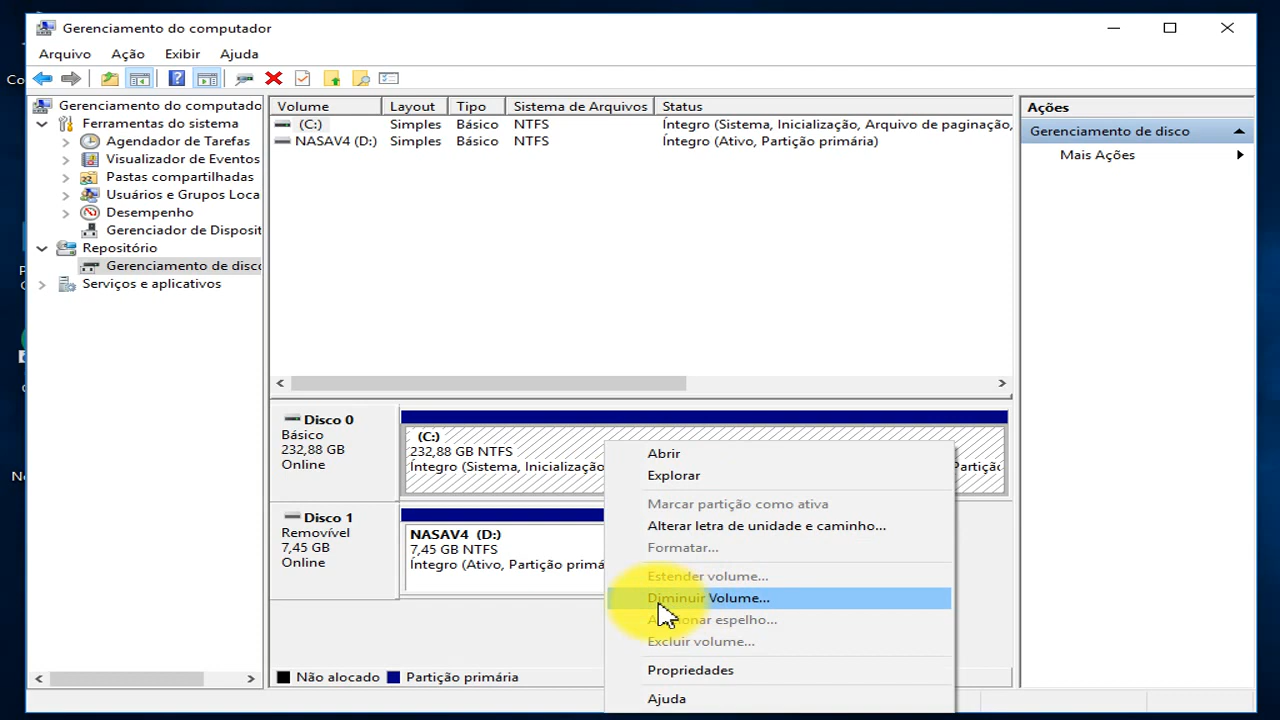 Gerenciamento do computador
Arquivo Ação Exibir Ajuda
Gerenciamento do computado
Ferramentas do sistema
Agendador de Tarefas
Visualizador de Eventos
Pastas compartilhadas
Usuários e Grupos Loca
Desempenho
Gerenciador de Disposit
Repositório
Gerenciamento de disco
Serviços e aplicativos
Volume Layout Tipo Sistema de Arquivos Status
(C:) Simples Básico NTFS Íntegro (Sistema, Inicialização, Arquivo de paginação,
NASAV4 (D:) Simples Básico NTFS Íntegro (Ativo, Partição primária)
Ações
Gerenciamento de disco
Mais Ações
Disco 0
Básico
232,88 GB
Online
(C:)
232,88 GB NTFS
Íntegro (Sistema, Inicialização
Partiçã
Disco 1
Removível
7,45 GB
Online
NASAV4 (D:)
7,45 GB NTFS
Íntegro (Ativo, Partição primá
Abrir
Explorar
Marcar partição como ativa
Alterar letra de unidade e caminho...
Formatar...
Estender volume...
Diminuir Volume...
Adicionar espelho...
Excluir volume...
Propriedades
Ajuda
Não alocado Partição primária
Co
P
No